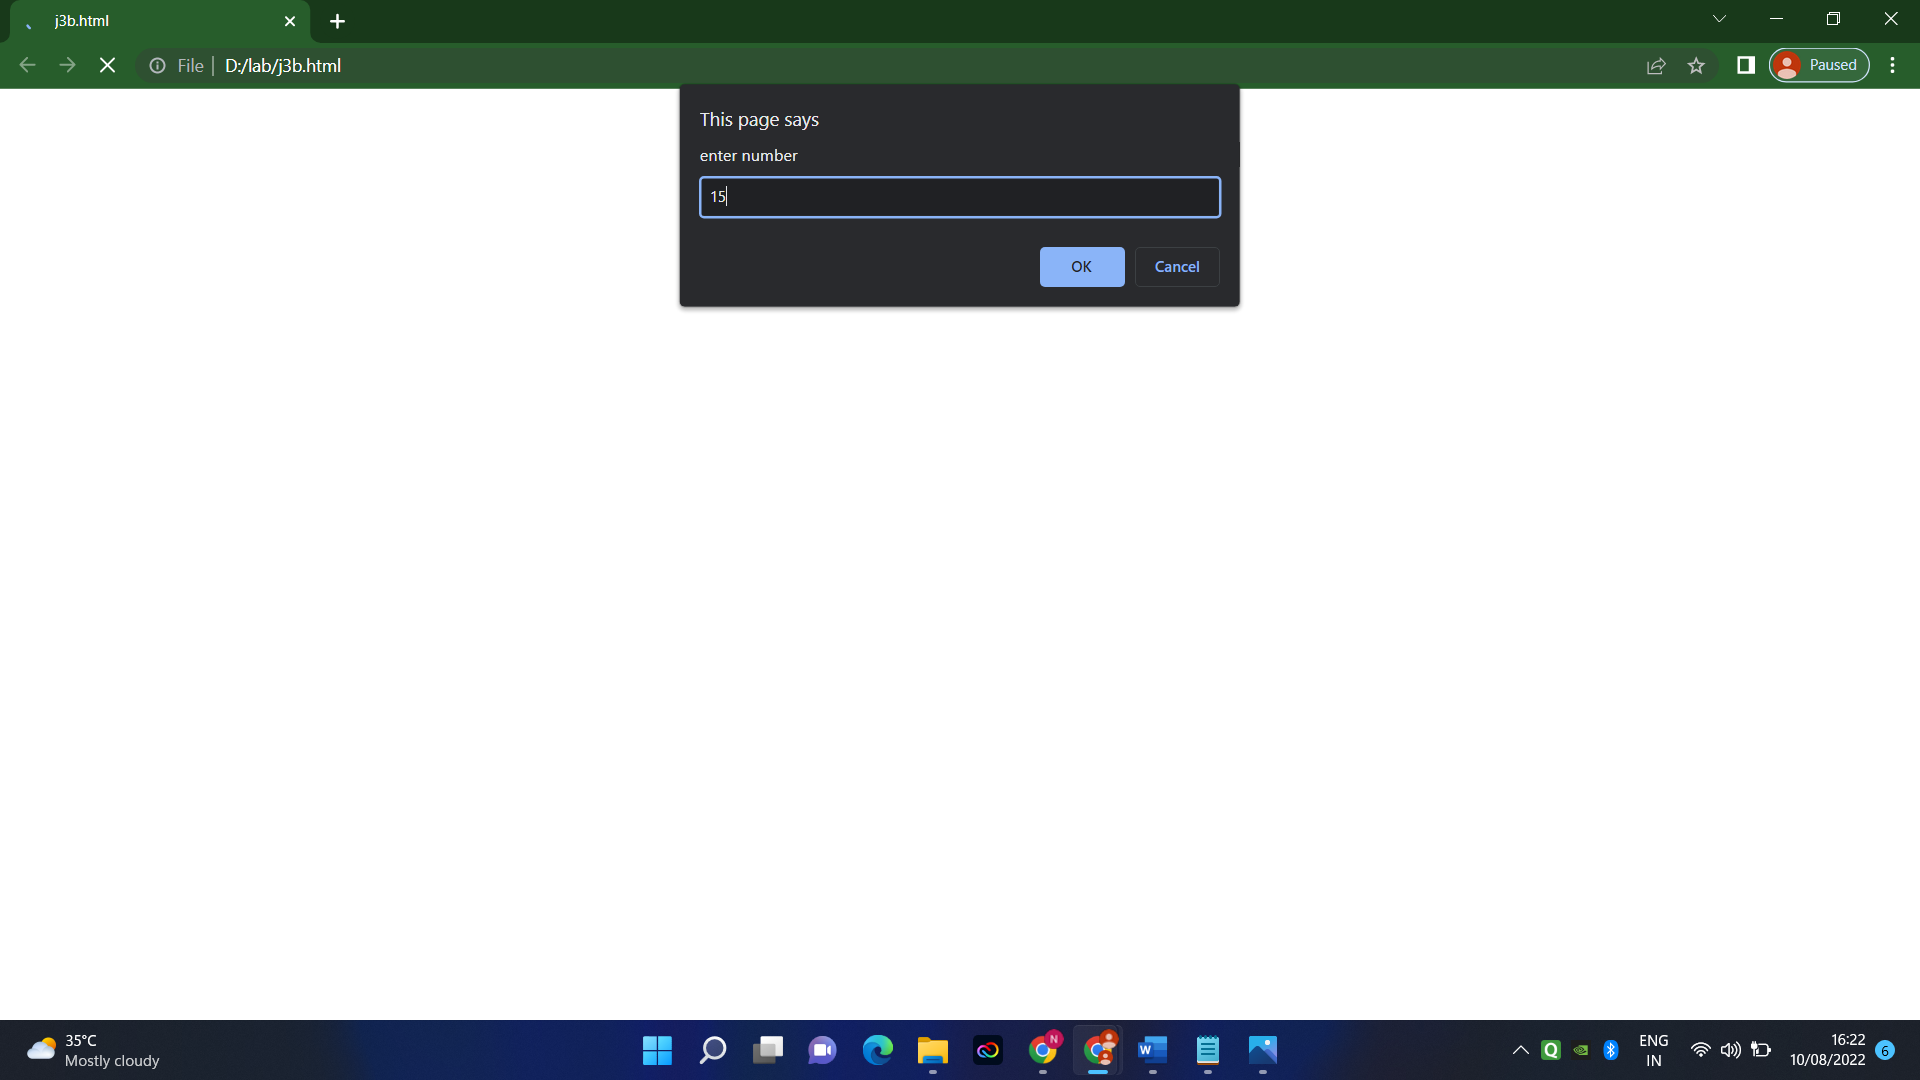 j3b.html
File | D:/lab/j3b.html
Paused
This page says
enter number
15
OK
Cancel
35°C
Mostly cloudy
N
W
Q
ENG
IN
16:22
10/08/2022
6